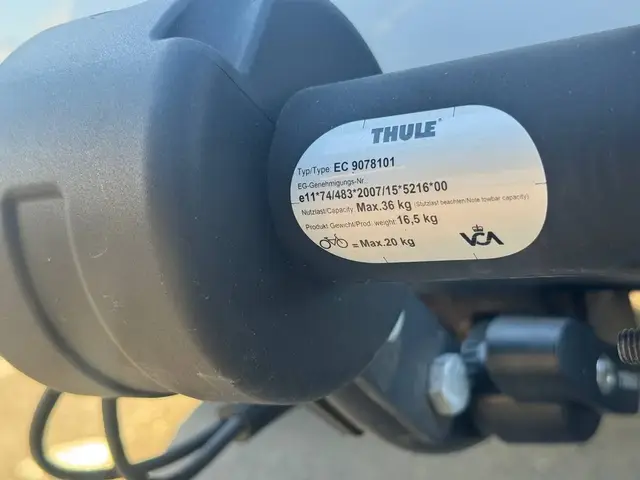 THULE
Typ/Type: EC 9078101
EG-Genehmigungs-Nr.:
e11*74/483*2007/15*5216*00
Nutzlast/Capacity: Max.36 kg (Stützlast beachten/Note towbar capacity)
Produkt Gewicht/Prod. weight: 16,5 kg
= Max.20 kg
VCA